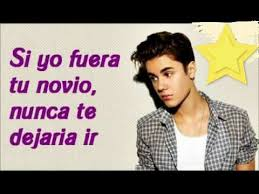 Si yo fuera
tu novio,
nunca te
dejaria ir